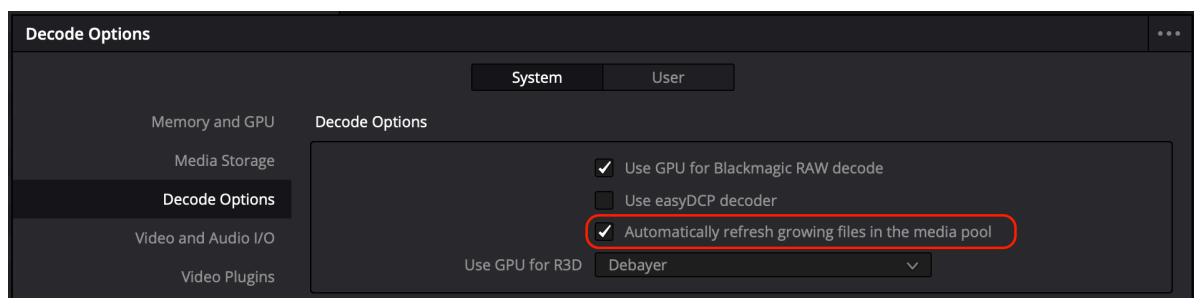 Decode Options
System User
Memory and GPU
Decode Options
Media Storage
Use GPU for Blackmagic RAW decode
Decode Options
Use easyDCP decoder
Automatically refresh growing files in the media pool
Video and Audio I/O
Use GPU for R3D Debayer
Video Plugins